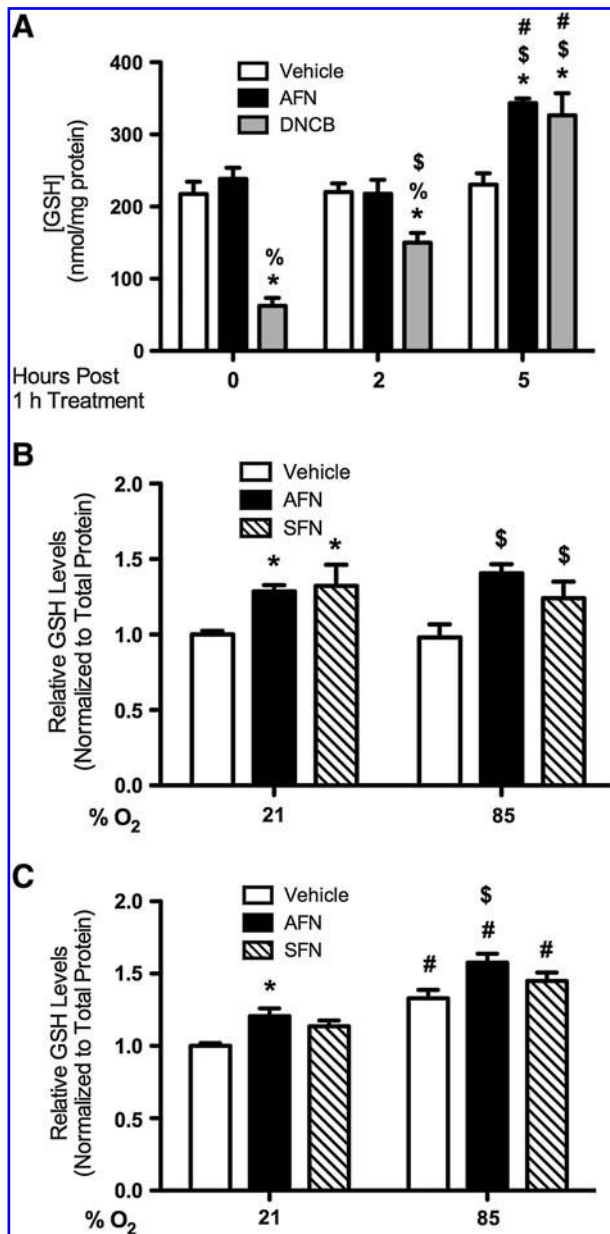 A
Vehicle
AFN
DNCB
[GSH]
(nmol/mg protein)
400
300
200
100
0
%
*
$
%
*
#
$
*
#
$
*
Hours Post
1 h Treatment
0
2
5
B
Vehicle
AFN
SFN
Relative GSH Levels
(Normalized to Total Protein)
2.0
1.5
1.0
0.5
0.0
*
*
$
$
% O2
21
85
C
Vehicle
AFN
SFN
Relative GSH Levels
(Normalized to Total Protein)
2.0
1.5
1.0
0.5
0.0
*
#
$
#
#
% O2
21
85